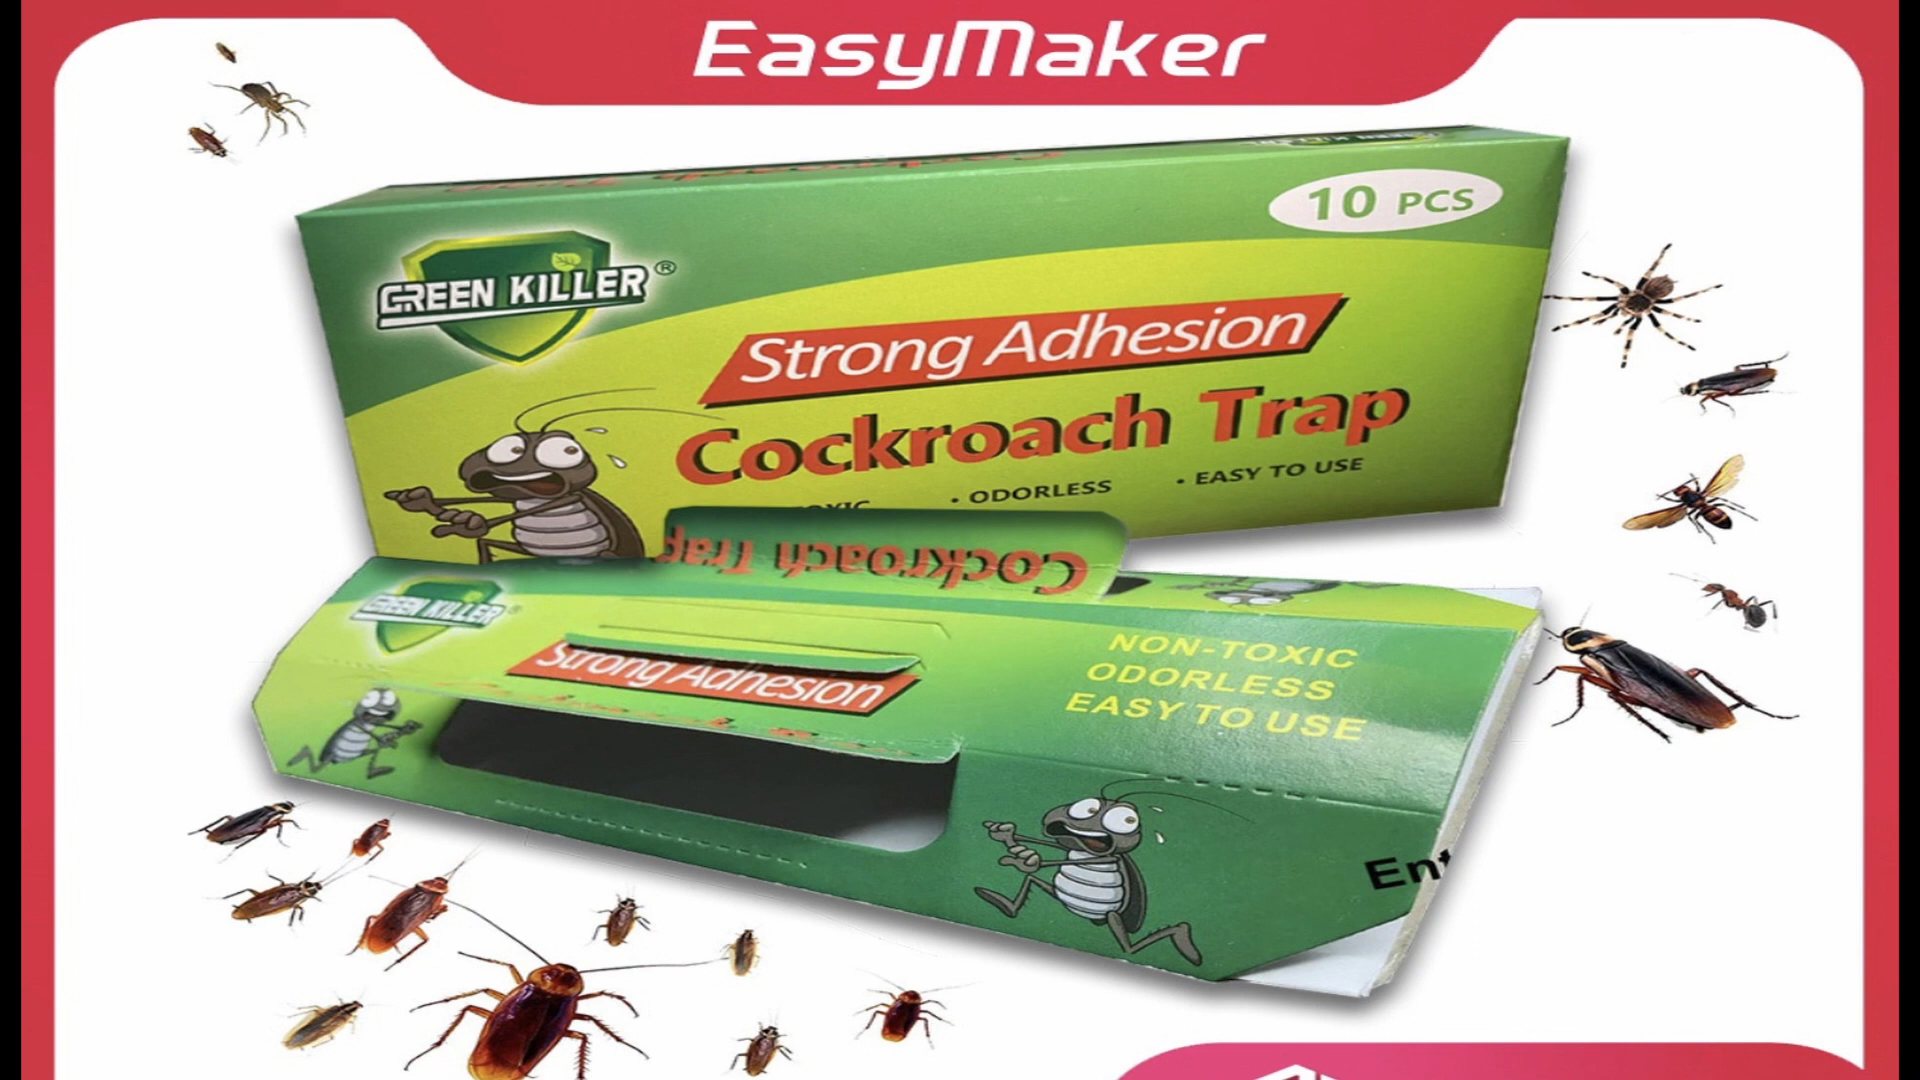 EasyMaker
10 PCS
GREEN KILLER®
Strong Adhesion
Cockroach Trap
• ODORLESS
• EASY TO USE
Cockroach Trap
GREEN KILLER
Strong Adhesion
NON-TOXIC
ODORLESS
EASY TO USE